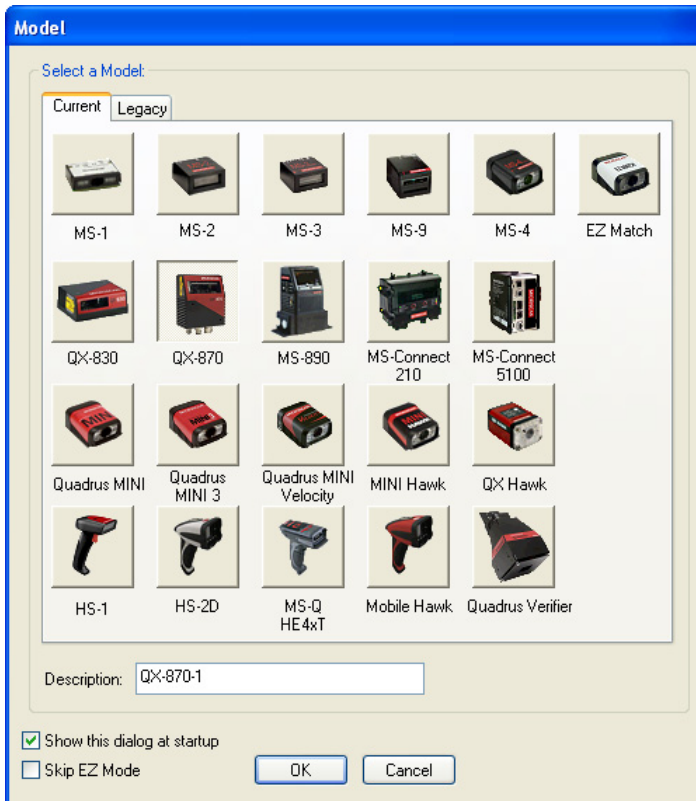 Model
Select a Model:
Current Legacy
MS-1 MS-2 MS-3 MS-9 MS-4 EZ Match
QX-830 QX-870 MS-890 MS-Connect 210 MS-Connect 5100
Quadrus MINI Quadrus MINI 3 Quadrus MINI Velocity MINI Hawk QX Hawk
HS-1 HS-2D MS-Q HE4xT Mobile Hawk Quadrus Verifier
Description: QX-870-1
Show this dialog at startup
Skip EZ Mode OK Cancel